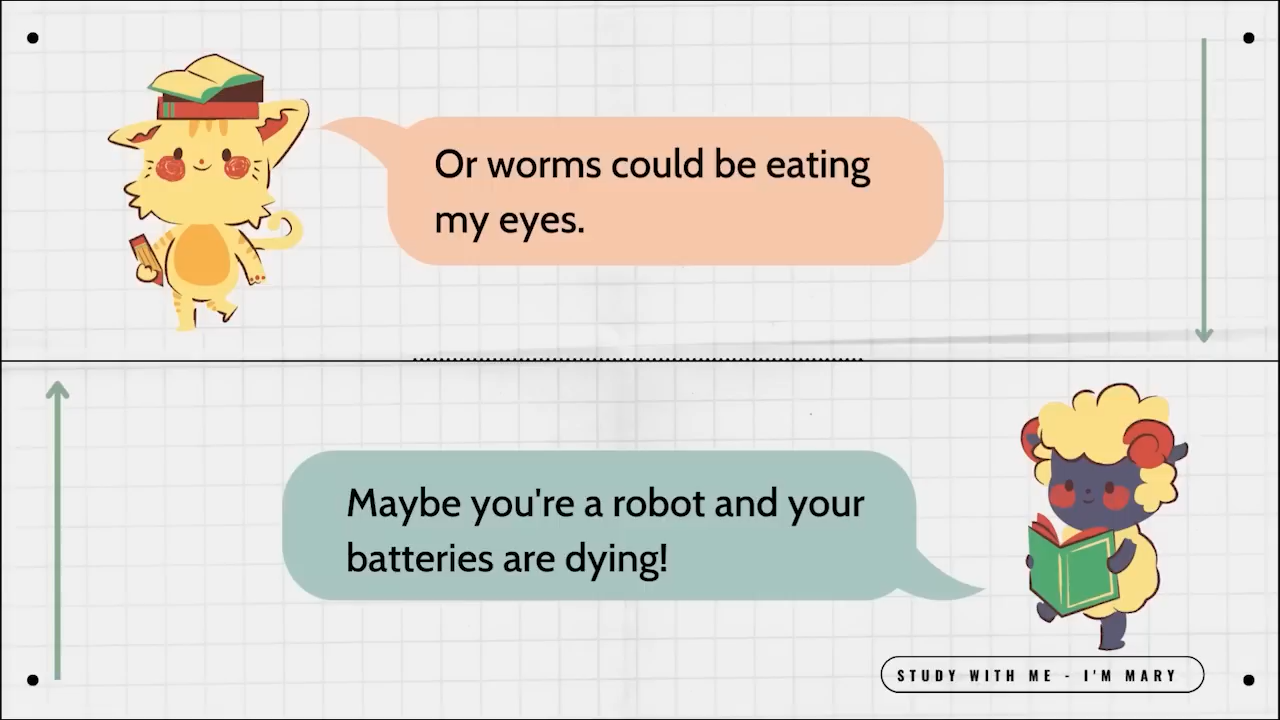 Or worms could be eating
my eyes.
Maybe you're a robot and your
batteries are dying!
STUDY WITH ME - I'M MARY